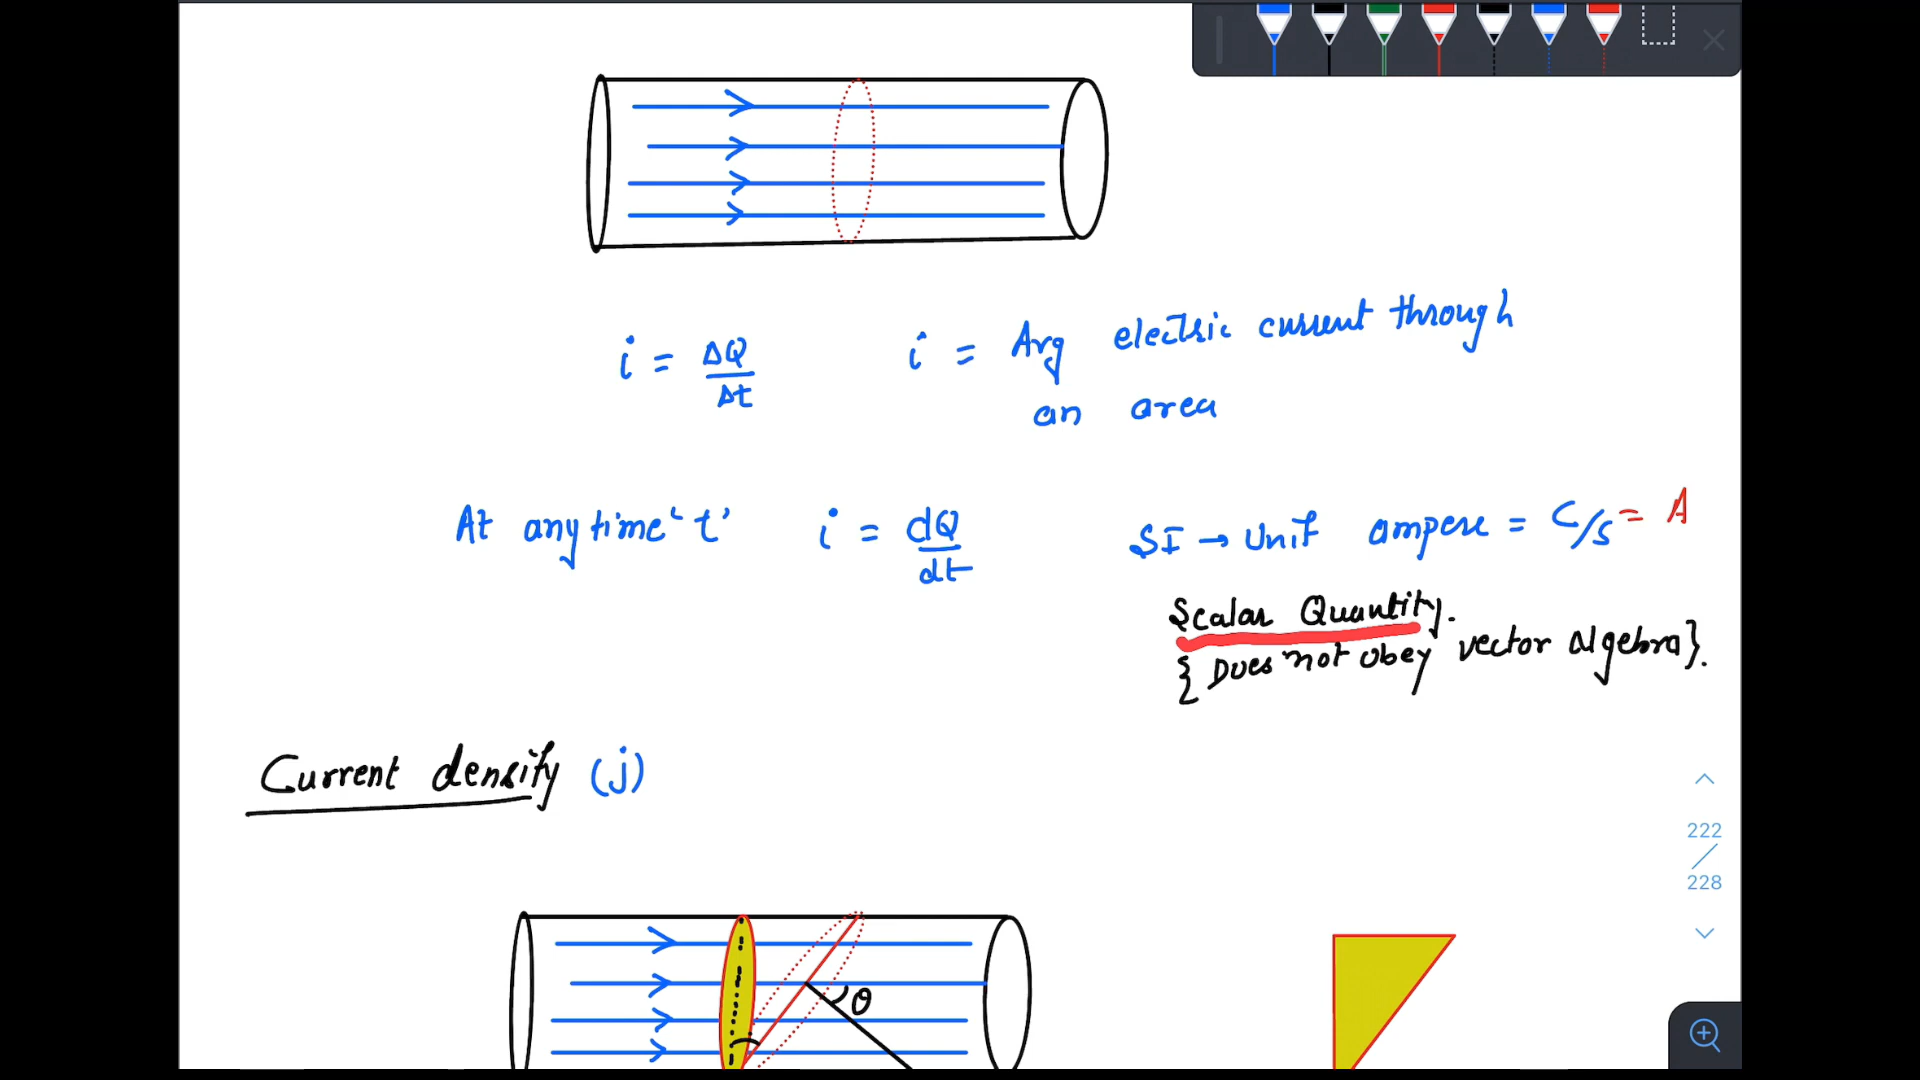 i = ΔQ/Δt i = Avg electric current through
an area
At any time ‘t’ i = dQ/dt SI → Unit ampere = C/s = A
Scalar Quantity.
{Does not obey vector algebra}.
Current density (j)
222
/
228
θ